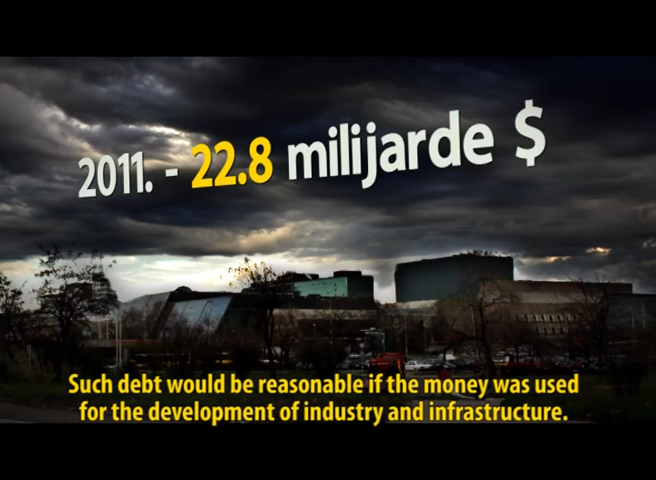 2011. - 22.8 milijarde $
Such debt would be reasonable if the money was used
for the development of industry and infrastructure.